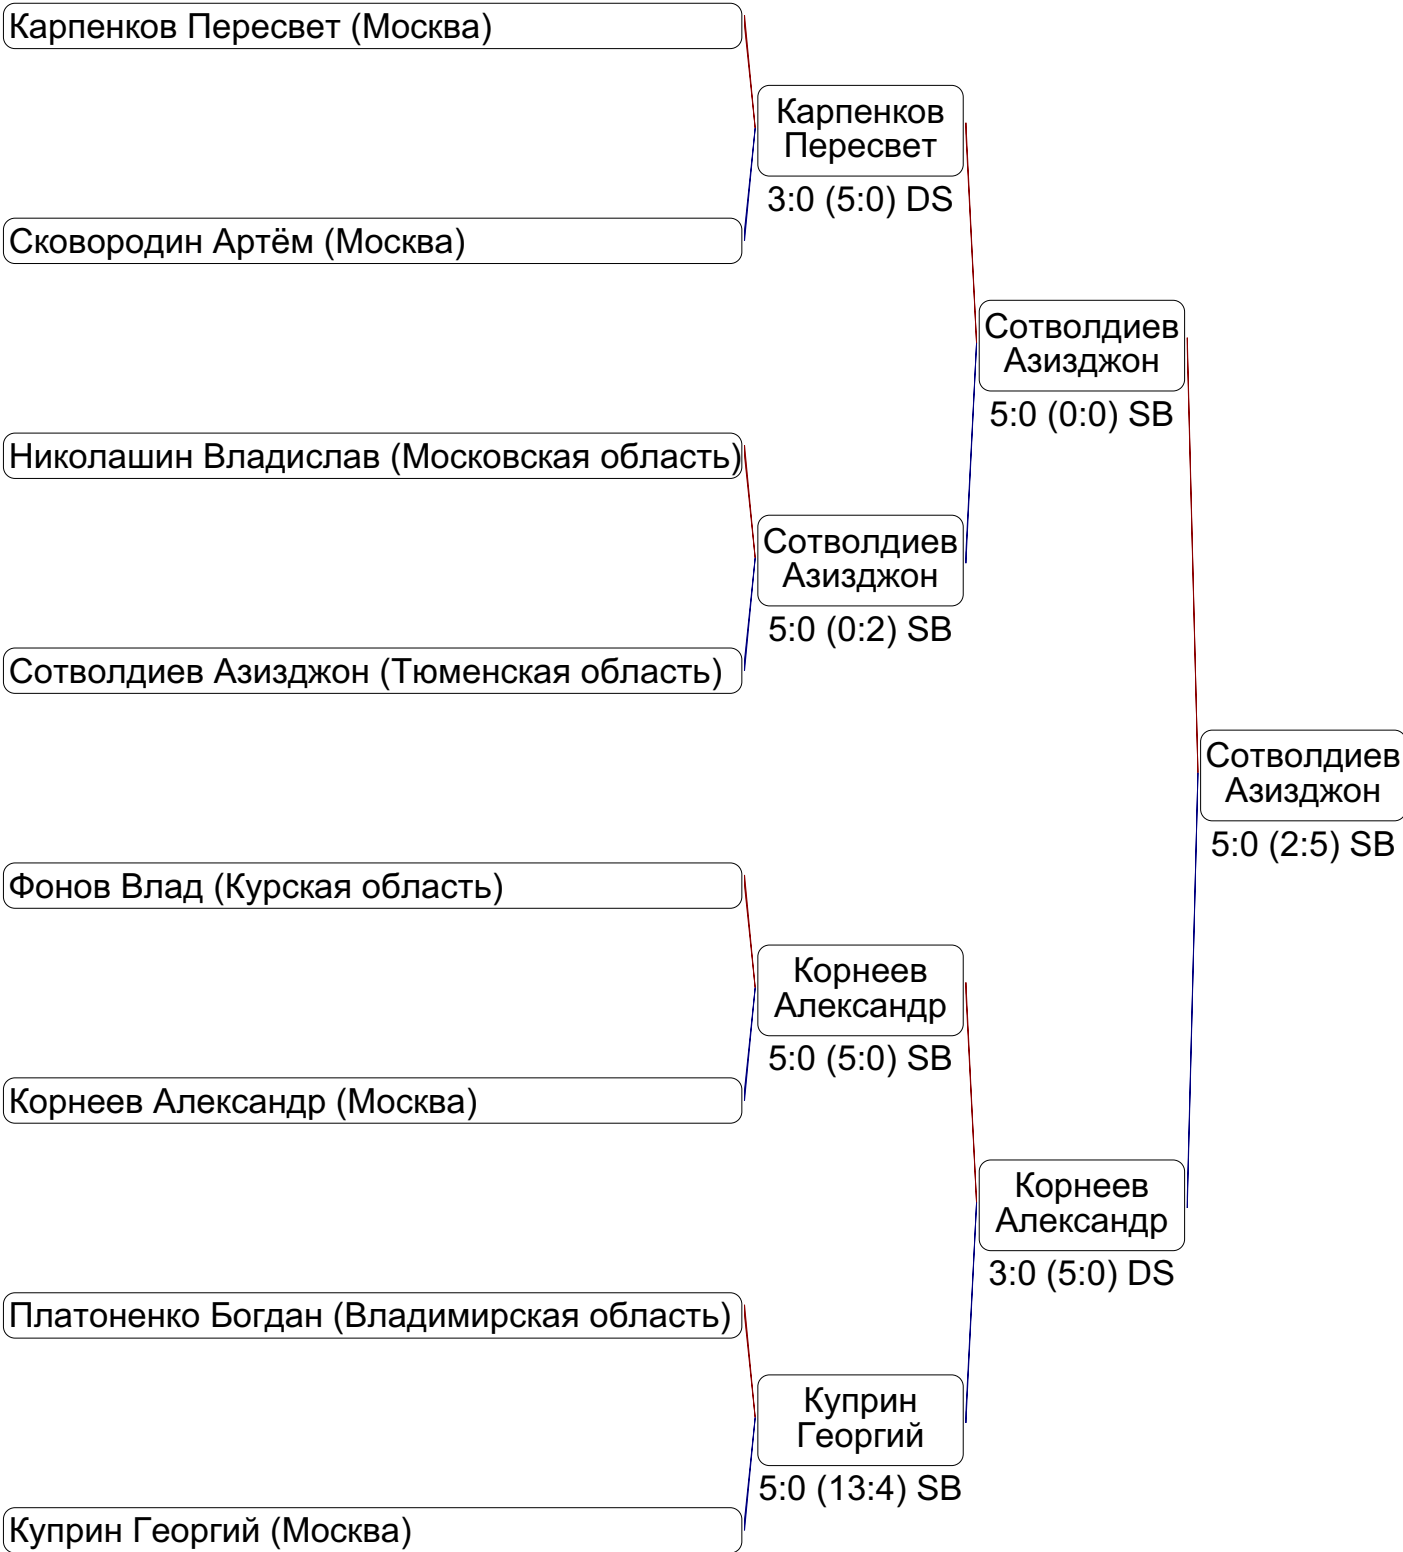 Карпенков Пересвет (Москва)
Карпенков
Пересвет
3:0 (5:0) DS
Сковородин Артём (Москва)
Сотволдиев
Азизджон
5:0 (0:0) SB
Николашин Владислав (Московская область)
Сотволдиев
Азизджон
5:0 (0:2) SB
Сотволдиев Азизджон (Тюменская область)
Сотволдиев
Азизджон
5:0 (2:5) SB
Фонов Влад (Курская область)
Корнеев
Александр
5:0 (5:0) SB
Корнеев Александр (Москва)
Корнеев
Александр
3:0 (5:0) DS
Платоненко Богдан (Владимирская область)
Куприн
Георгий
5:0 (13:4) SB
Куприн Георгий (Москва)